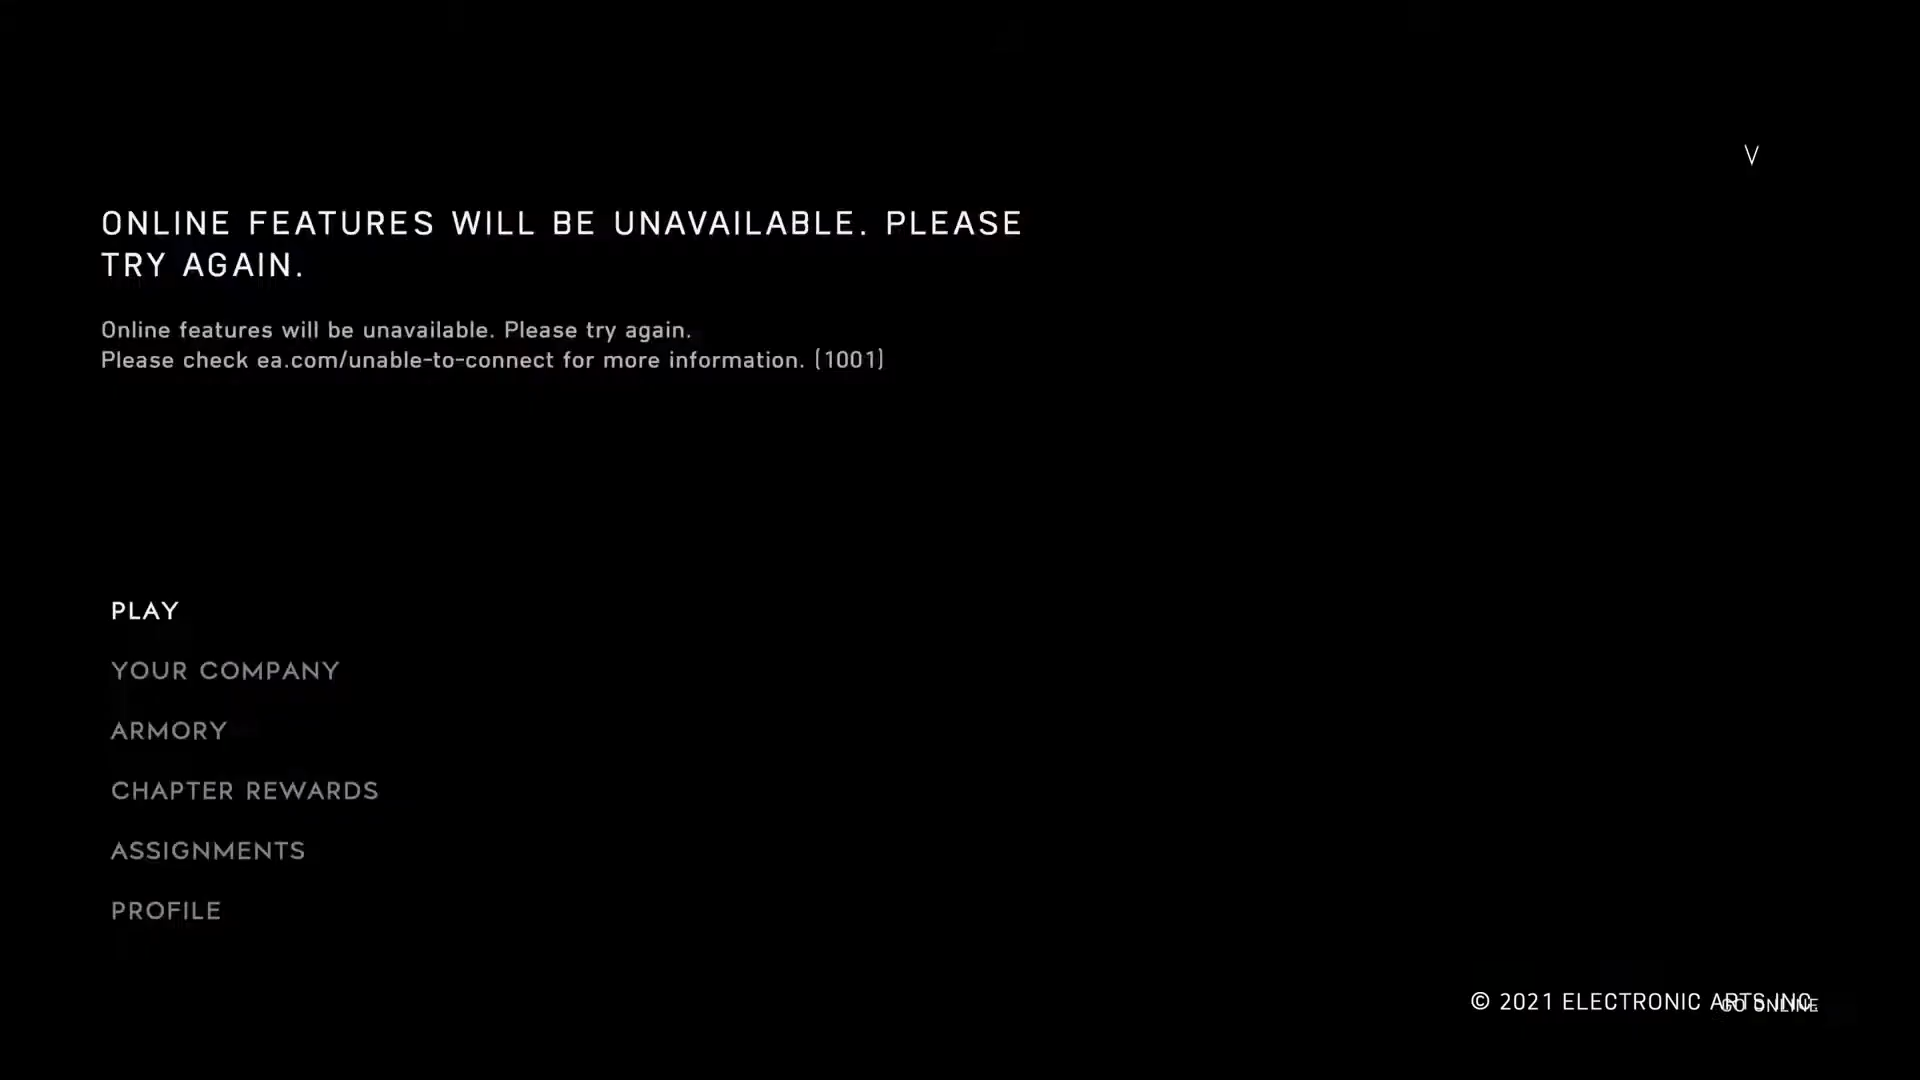 V
ONLINE FEATURES WILL BE UNAVAILABLE. PLEASE
TRY AGAIN.
Online features will be unavailable. Please try again.
Please check ea.com/unable-to-connect for more information. (1001)
PLAY
YOUR COMPANY
ARMORY
CHAPTER REWARDS
ASSIGNMENTS
PROFILE
© 2021 ELECTRONIC ARTS INC.
GO ONLINE